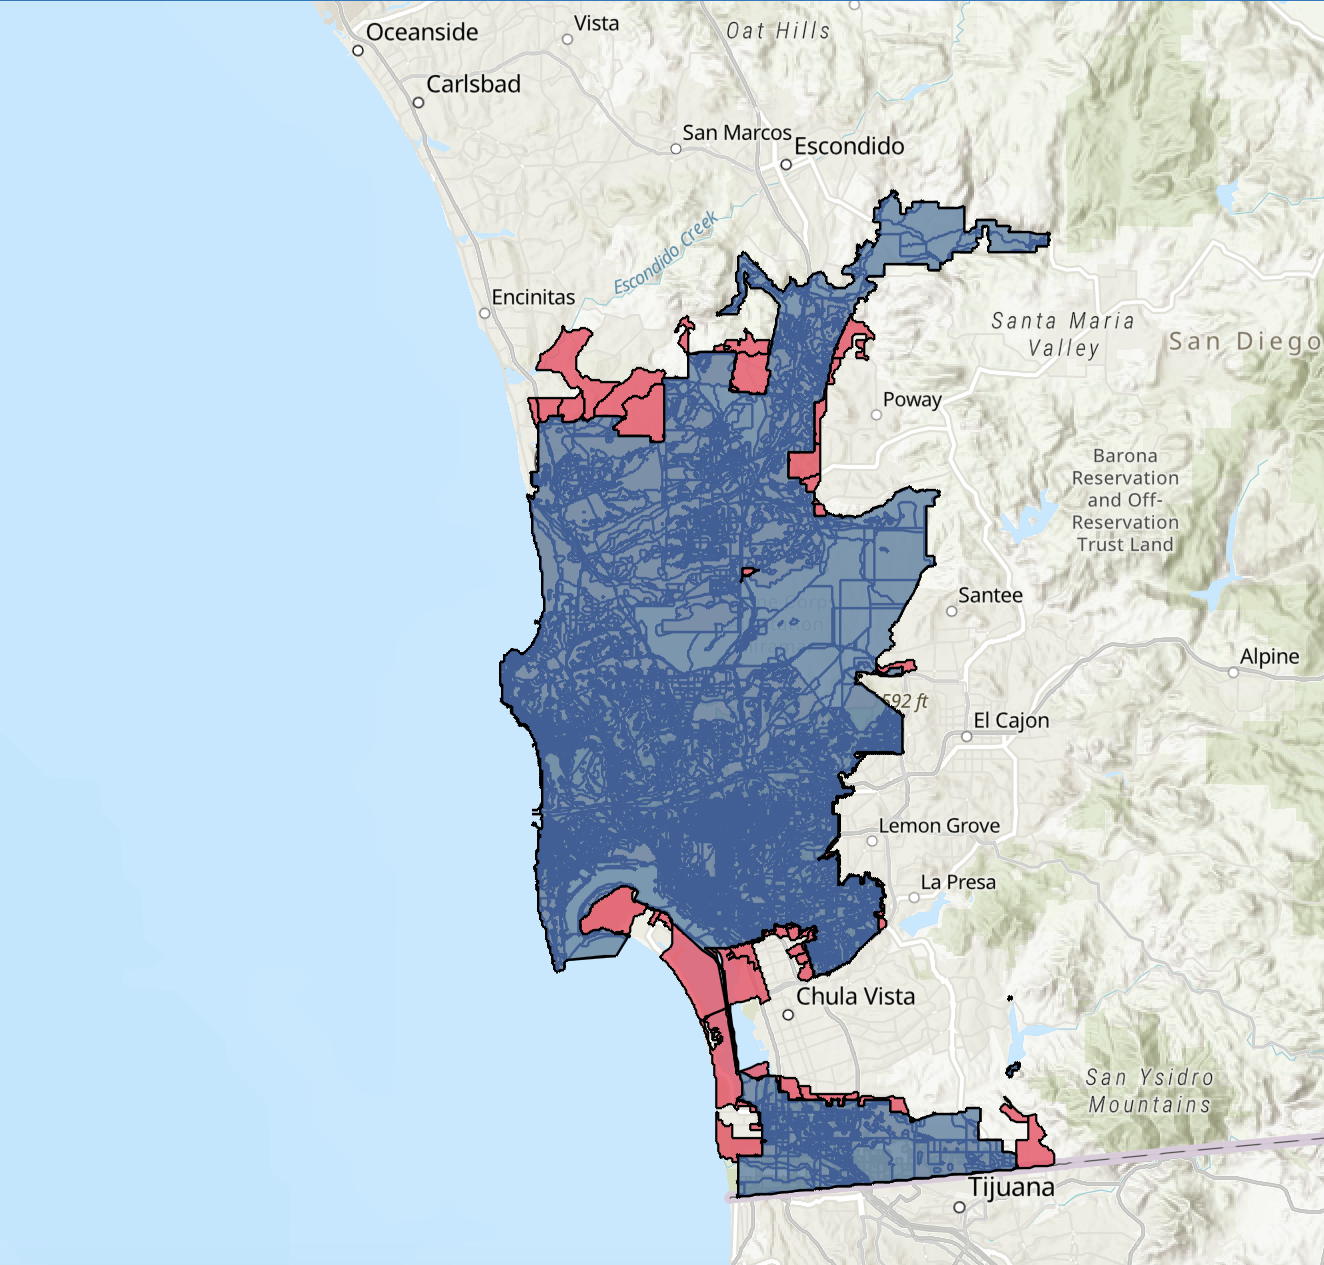 Oceanside
Vista
Oat Hills
Carlsbad
San Marcos
Escondido
Escondido Creek
Encinitas
Santa Maria
Valley
San Diego
Poway
Barona
Reservation
and Off-
Reservation
Trust Land
Santee
Alpine
592 ft
El Cajon
Lemon Grove
La Presa
Chula Vista
San Ysidro
Mountains
Tijuana